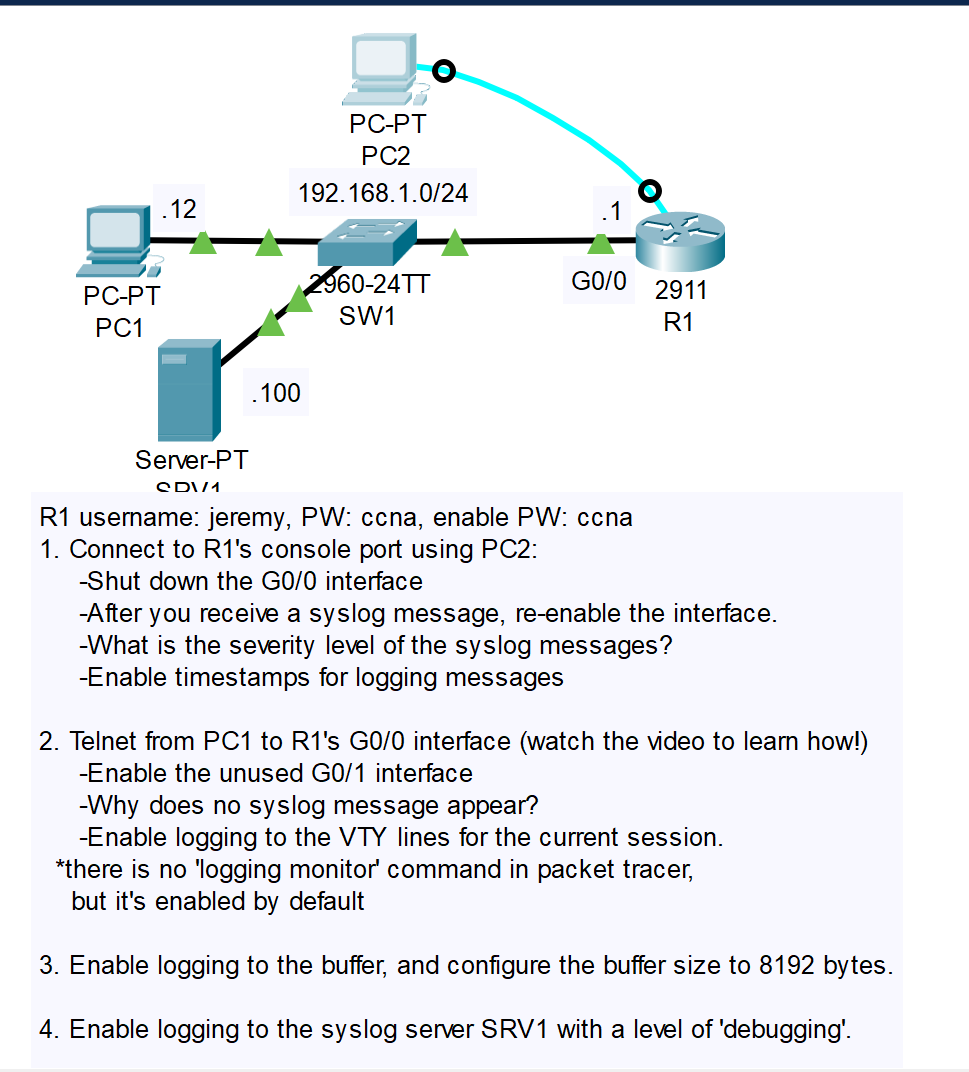 PC-PT
PC2
192.168.1.0/24
.12
.1
2960-24TT
SW1
G0/0
2911
R1
PC-PT
PC1
.100
Server-PT
SRV1
R1 username: jeremy, PW: ccna, enable PW: ccna
1. Connect to R1's console port using PC2:
-Shut down the G0/0 interface
-After you receive a syslog message, re-enable the interface.
-What is the severity level of the syslog messages?
-Enable timestamps for logging messages
2. Telnet from PC1 to R1's G0/0 interface (watch the video to learn how!)
-Enable the unused G0/1 interface
-Why does no syslog message appear?
-Enable logging to the VTY lines for the current session.
*there is no 'logging monitor' command in packet tracer,
but it's enabled by default
3. Enable logging to the buffer, and configure the buffer size to 8192 bytes.
4. Enable logging to the syslog server SRV1 with a level of 'debugging'.